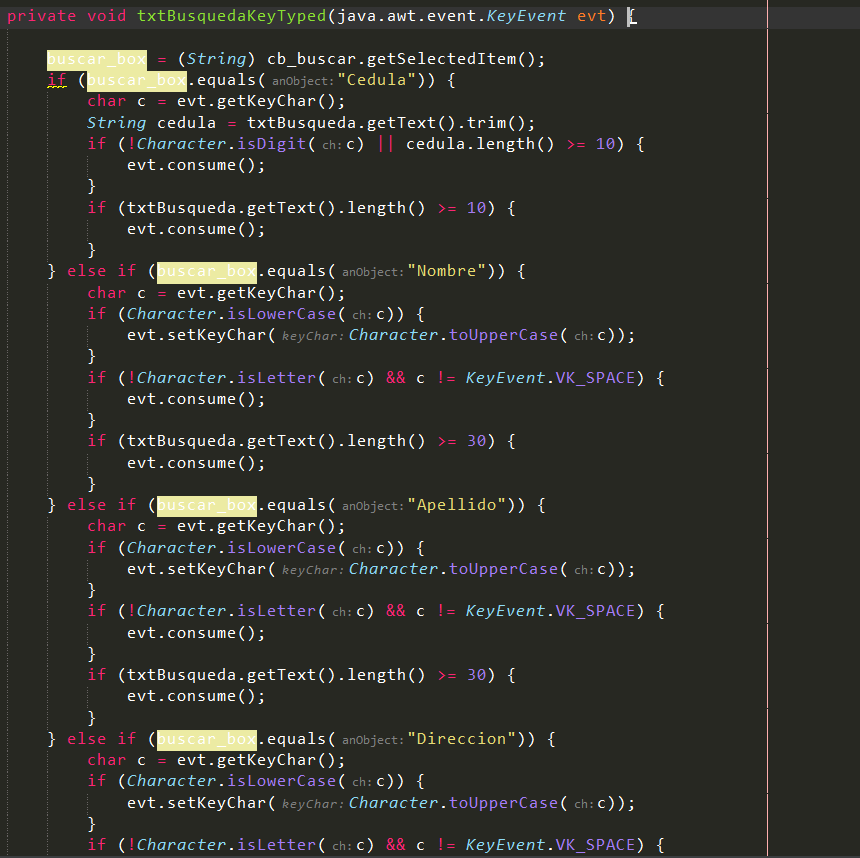 private void txtBusquedaKeyTyped(java.awt.event.KeyEvent evt) {
buscar_box = (String) cb_buscar.getSelectedItem();
if (buscar_box.equals( anObject: "Cedula")) {
char c = evt.getKeyChar();
String cedula = txtBusqueda.getText().trim();
if (!Character.isDigit( ch: c) || cedula.length() >= 10) {
evt.consume();
}
if (txtBusqueda.getText().length() >= 10) {
evt.consume();
}
} else if (buscar_box.equals( anObject: "Nombre")) {
char c = evt.getKeyChar();
if (Character.isLowerCase( ch: c)) {
evt.setKeyChar( keyChar: Character.toUpperCase( ch: c));
}
if (!Character.isLetter( ch: c) && c != KeyEvent.VK_SPACE) {
evt.consume();
}
if (txtBusqueda.getText().length() >= 30) {
evt.consume();
}
} else if (buscar_box.equals( anObject: "Apellido")) {
char c = evt.getKeyChar();
if (Character.isLowerCase( ch: c)) {
evt.setKeyChar( keyChar: Character.toUpperCase( ch: c));
}
if (!Character.isLetter( ch: c) && c != KeyEvent.VK_SPACE) {
evt.consume();
}
if (txtBusqueda.getText().length() >= 30) {
evt.consume();
}
} else if (buscar_box.equals( anObject: "Direccion")) {
char c = evt.getKeyChar();
if (Character.isLowerCase( ch: c)) {
evt.setKeyChar( keyChar: Character.toUpperCase( ch: c));
}
if (!Character.isLetter( ch: c) && c != KeyEvent.VK_SPACE) {